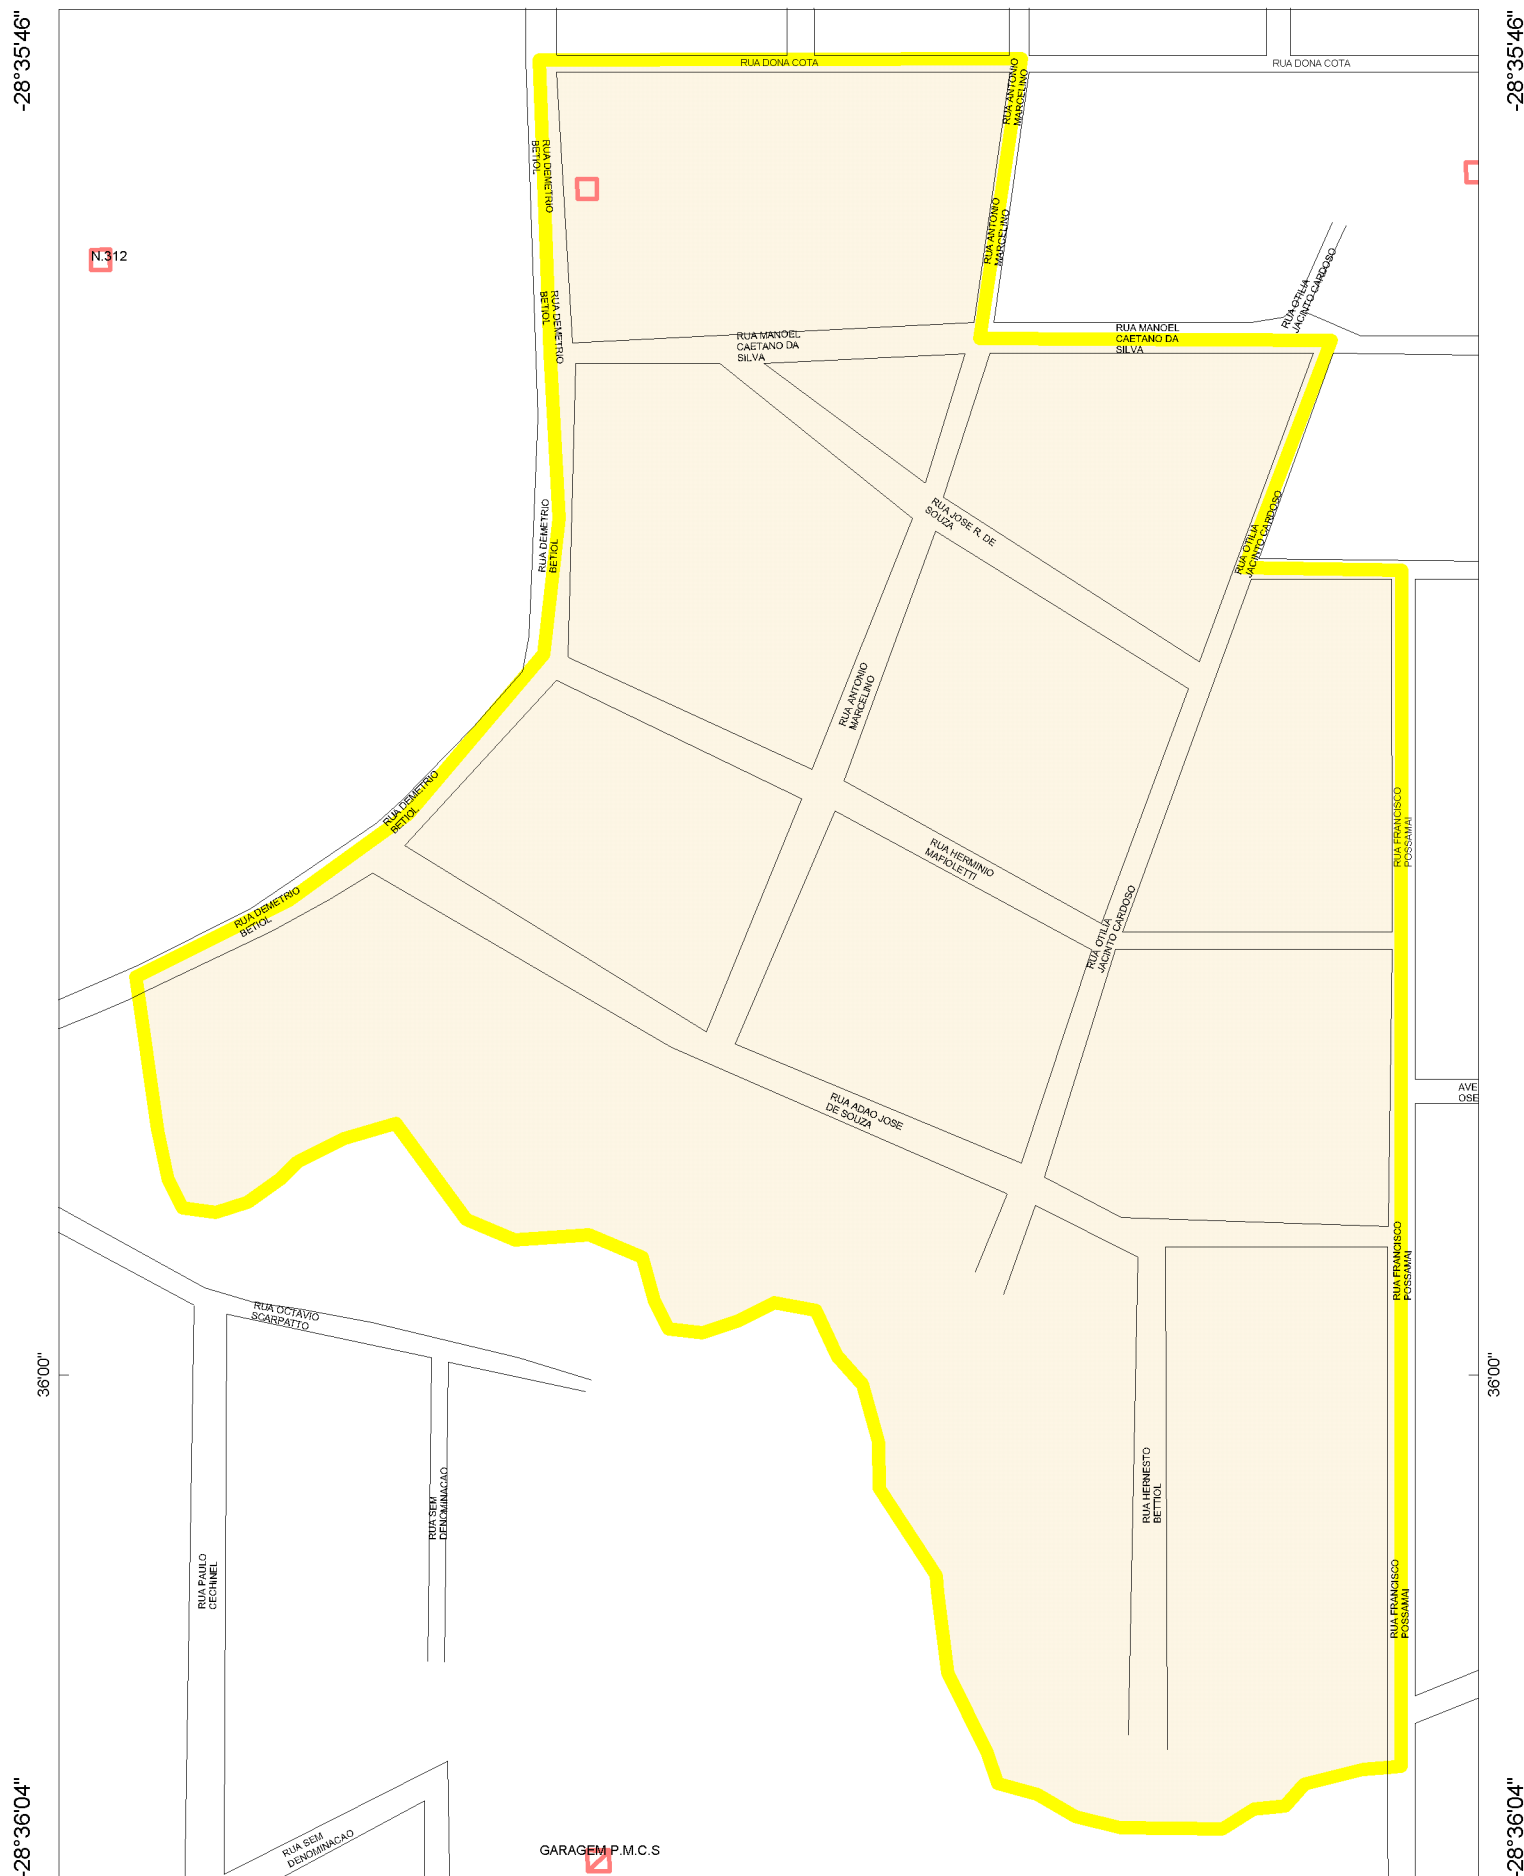 -28°35'46"
-28°35'46"
RUA DONA COTA
RUA DONA COTA
RUA ANTONIO
MARCELINO
RUA DEMETRIO
BETIOL
RUA ANTONIO
MARCELINO
N.312
RUA OTILIA
JACINTO CARDOSO
RUA DEMETRIO
BETIOL
RUA MANOEL
CAETANO DA
SILVA
RUA MANOEL
CAETANO DA
SILVA
RUA DEMETRIO
BETIOL
RUA JOSE R. DE
SOUZA
RUA OTILIA
JACINTO CARDOSO
RUA ANTONIO
MARCELINO
RUA DEMETRIO
BETIOL
RUA FRANCISCO
POSSAMAI
RUA HERMINIO
MAFIOLETTI
RUA DEMETRIO
BETIOL
RUA OTILIA
JACINTO CARDOSO
AVE
OSE
RUA ADAO JOSE
DE SOUZA
RUA FRANCISCO
POSSAMAI
RUA OCTAVIO
SCARPATTO
36'00"
36'00"
RUA SEM
DENOMINACAO
RUA HERNESTO
BETTIOL
RUA PAULO
CECHINEL
RUA FRANCISCO
POSSAMAI
RUA SEM
DENOMINACAO
GARAGEM P.M.C.S
-28°36'04"
-28°36'04"